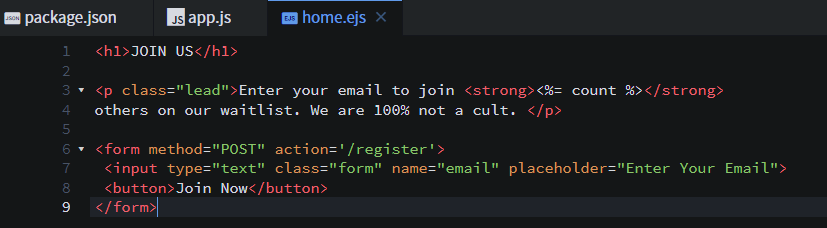 JSON package.json JS app.js EJS home.ejs ×
1 <h1>JOIN US</h1>
2
3 <p class="lead">Enter your email to join <strong><%= count %></strong>
4 others on our waitlist. We are 100% not a cult. </p>
5
6 <form method="POST" action='/register'>
7 <input type="text" class="form" name="email" placeholder="Enter Your Email">
8 <button>Join Now</button>
9 </form>